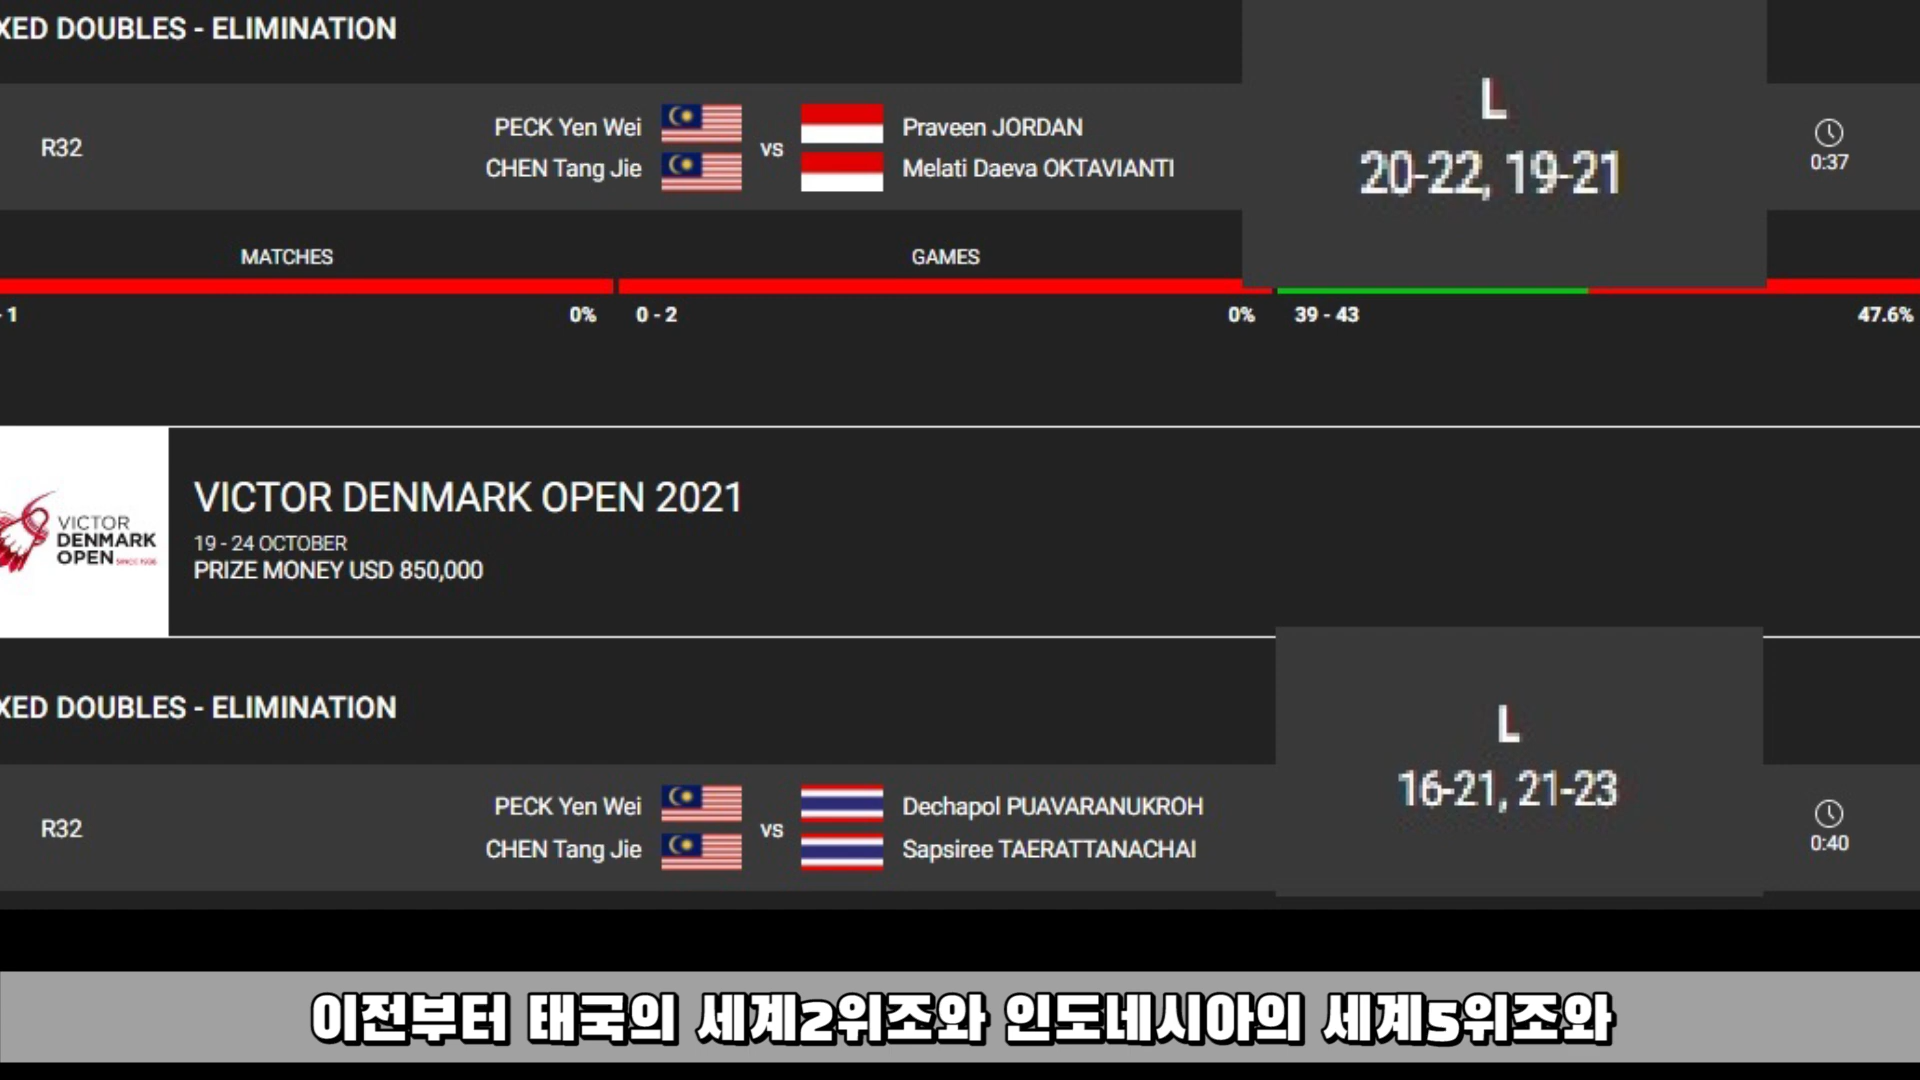 XED DOUBLES - ELIMINATION
R32
PECK Yen Wei
CHEN Tang Jie
vs
Praveen JORDAN
Melati Daeva OKTAVIANTI
L
20-22, 19-21
0:37
MATCHES
GAMES
- 1
0%
0 - 2
0%
39 - 43
47.6%
VICTOR
DENMARK
OPEN SINCE 1936
VICTOR DENMARK OPEN 2021
19 - 24 OCTOBER
PRIZE MONEY USD 850,000
XED DOUBLES - ELIMINATION
R32
PECK Yen Wei
CHEN Tang Jie
vs
Dechapol PUAVARANUKROH
Sapsiree TAERATTANACHAI
L
16-21, 21-23
0:40
이전부터 태국의 세계2위조와 인도네시아의 세계5위조와